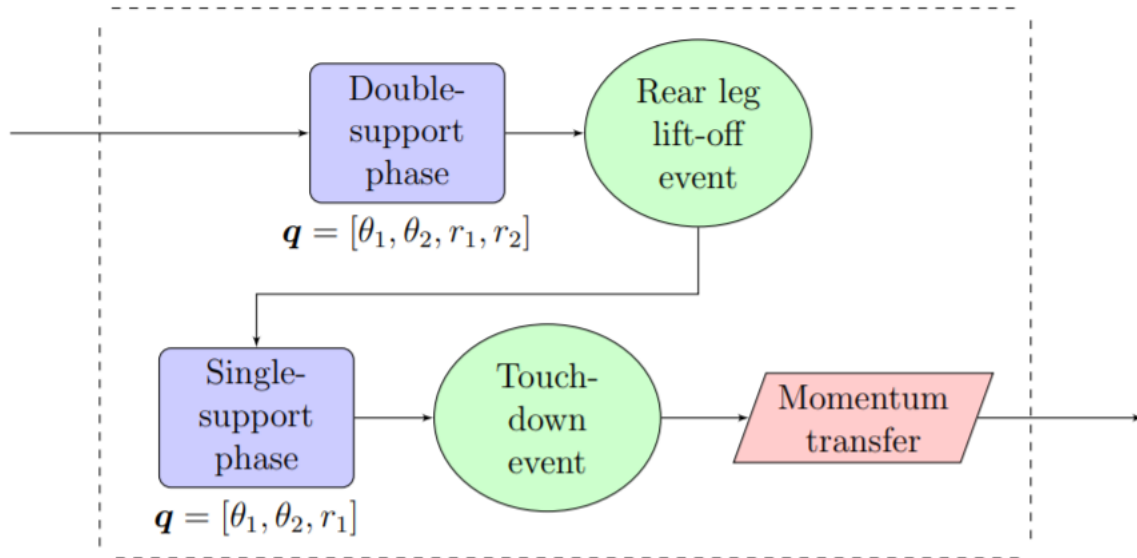 Double-
support
phase
Rear leg
lift-off
event
q = [θ₁, θ₂, r₁, r₂]
Single-
support
phase
Touch-
down
event
Momentum
transfer
q = [θ₁, θ₂, r₁]